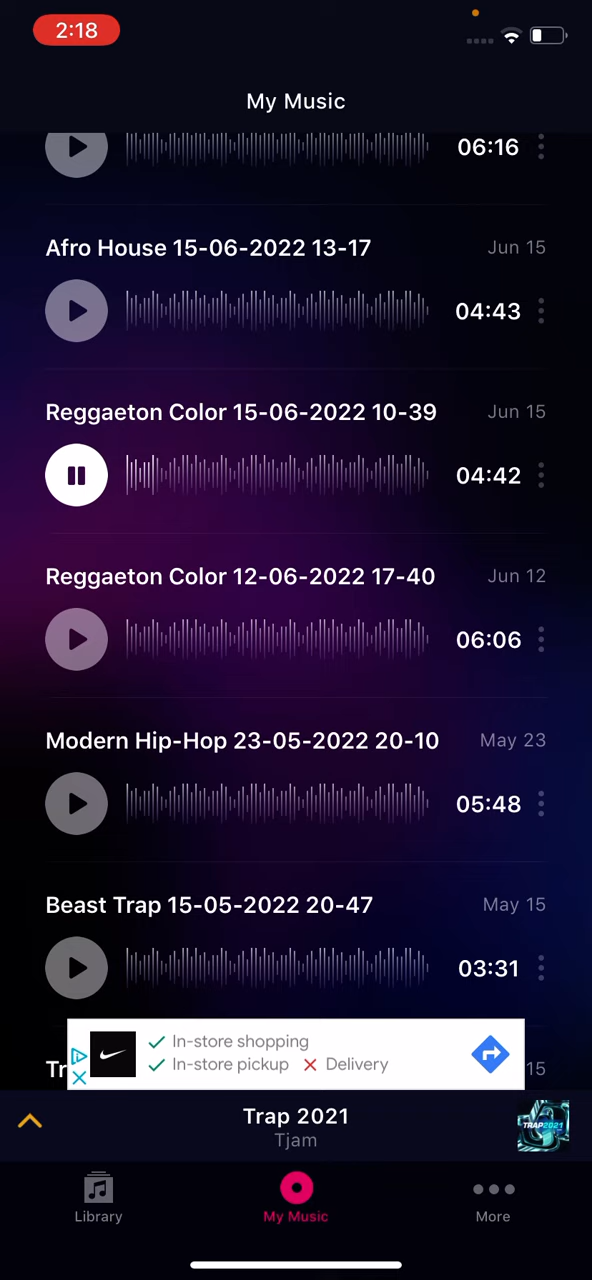 2:18
My Music
06:16
Afro House 15-06-2022 13-17
Jun 15
04:43
Reggaeton Color 15-06-2022 10-39
Jun 15
04:42
Reggaeton Color 12-06-2022 17-40
Jun 12
06:06
Modern Hip-Hop 23-05-2022 20-10
May 23
05:48
Beast Trap 15-05-2022 20-47
May 15
03:31
In-store shopping
In-store pickup Delivery
Tr
15
Trap 2021
Tjam
TRAP2021
Library
My Music
More